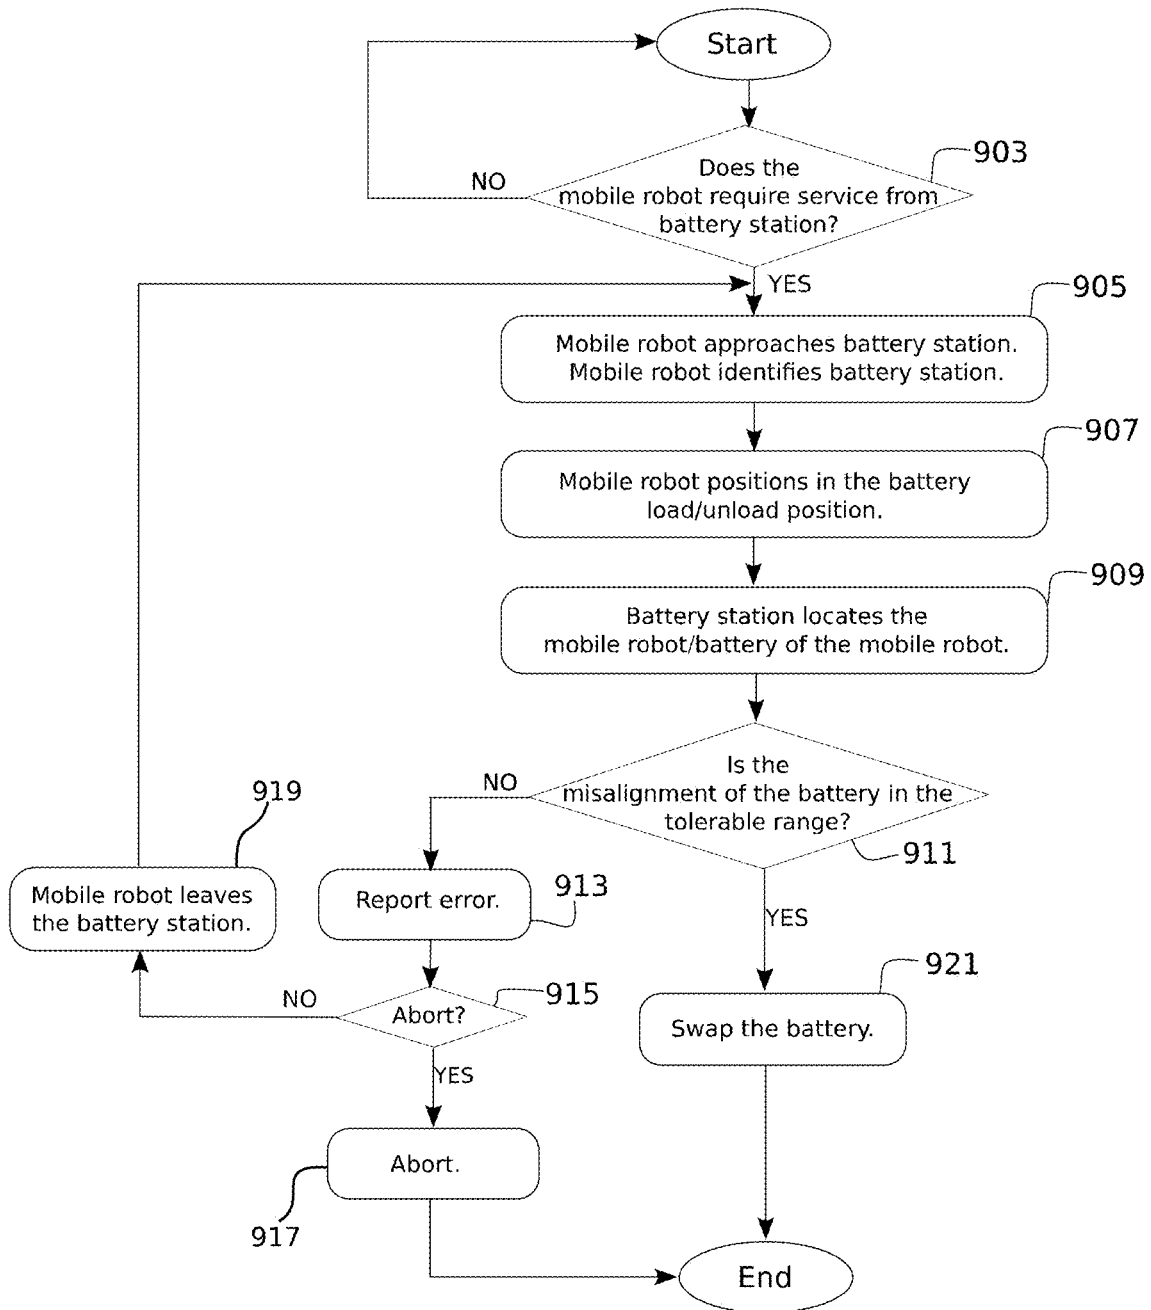 Start
903
Does the
mobile robot require service from
battery station?
NO
YES
905
Mobile robot approaches battery station.
Mobile robot identifies battery station.
907
Mobile robot positions in the battery
load/unload position.
909
Battery station locates the
mobile robot/battery of the mobile robot.
Is the
misalignment of the battery in the
tolerable range?
NO
911
919
Mobile robot leaves
the battery station.
Report error.
913
YES
921
Swap the battery.
915
Abort?
NO
YES
Abort.
917
End